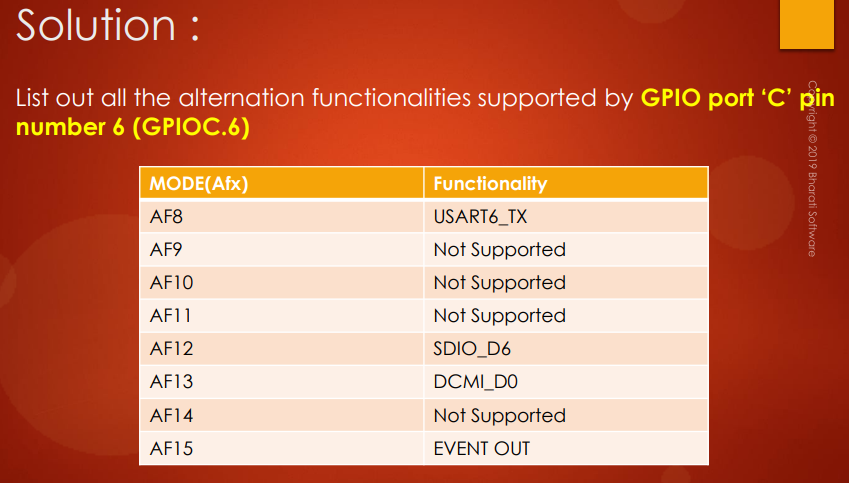 Solution :
List out all the alternation functionalities supported by GPIO port ‘C’ pin
number 6 (GPIOC.6)
MODE(Afx) Functionality
AF8 USART6_TX
AF9 Not Supported
AF10 Not Supported
AF11 Not Supported
AF12 SDIO_D6
AF13 DCMI_D0
AF14 Not Supported
AF15 EVENT OUT
Copyright © 2019 Bharati Software